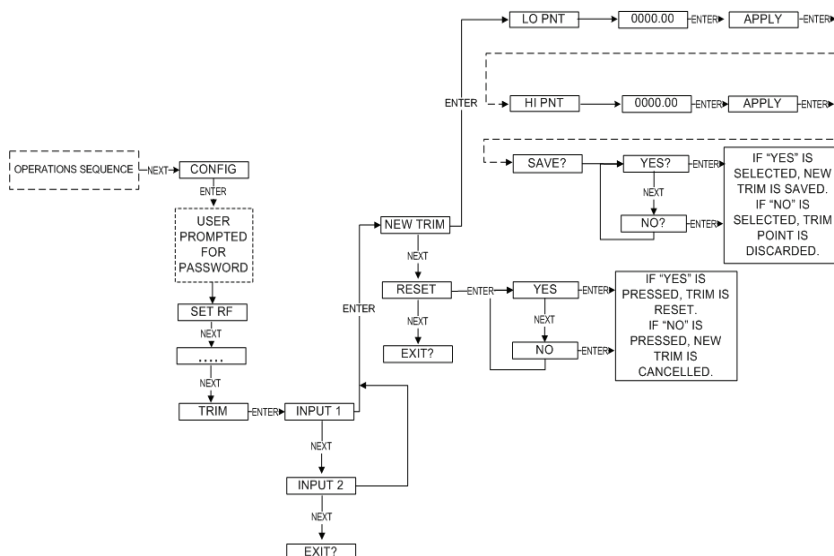 LO PNT
0000.00
ENTER
APPLY
ENTER
ENTER
HI PNT
0000.00
ENTER
APPLY
ENTER
OPERATIONS SEQUENCE
NEXT
CONFIG
ENTER
USER
PROMPTED
FOR
PASSWORD
SET RF
NEXT
.....
NEXT
TRIM
ENTER
INPUT 1
NEXT
INPUT 2
NEXT
EXIT?
ENTER
NEW TRIM
NEXT
RESET
NEXT
EXIT?
ENTER
YES
ENTER
NEXT
NO
ENTER
IF “YES” IS
PRESSED, TRIM IS
RESET.
IF “NO” IS
PRESSED, NEW
TRIM IS
CANCELLED.
SAVE?
YES?
ENTER
NEXT
NO?
ENTER
IF “YES” IS
SELECTED, NEW
TRIM IS SAVED.
IF “NO” IS
SELECTED, TRIM
POINT IS
DISCARDED.